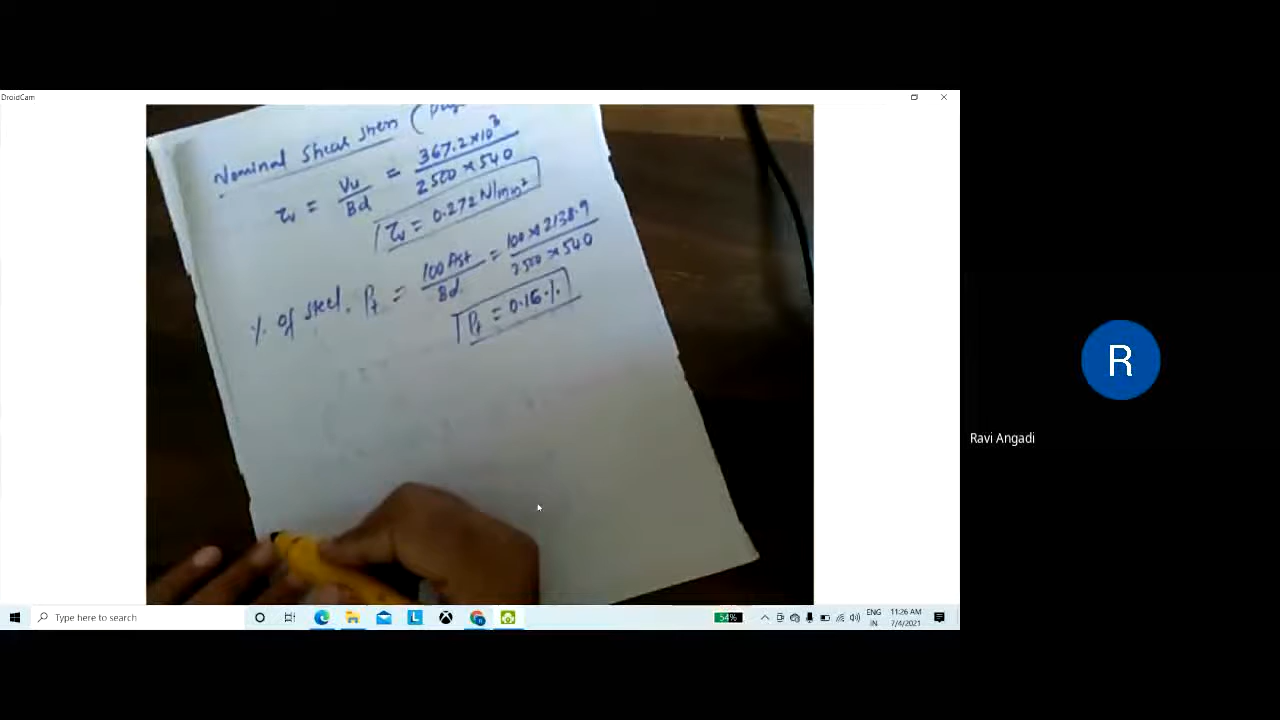 DroidCam
Nominal Shear stress (
τv = Vu/Bd = 367.2×10³/2500×540
τv = 0.272 N/mm²
% of steel. Pt = 100 Ast/Bd = 100×2138.9/2500×540
Pt = 0.16 %
R
Ravi Angadi
Type here to search
54%
ENG
IN
11:26 AM
7/4/2021